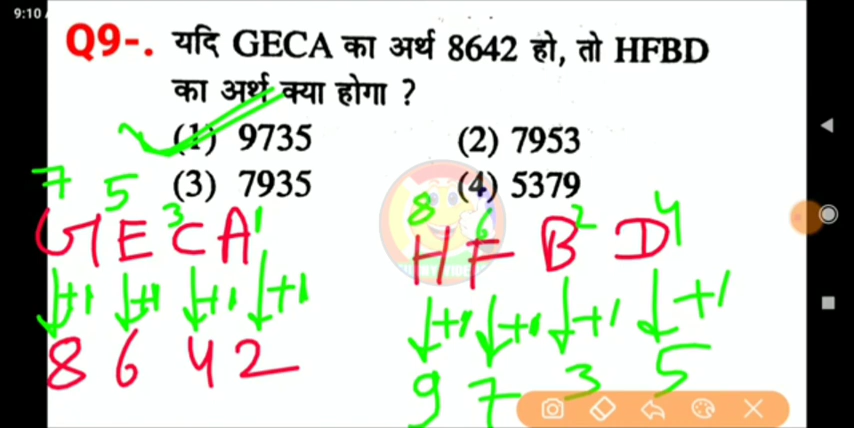 9:10
Q9-. यदि GECA का अर्थ 8642 हो, तो HFBD
का अर्थ क्या होगा ?
(1) 9735 (2) 7953
(3) 7935 (4) 5379
7 5 3 1 8 6 2 4
G E C A H F B D
+1 +1 +1 +1 +1 +1 +1 +1
8 6 4 2 9 7 3 5